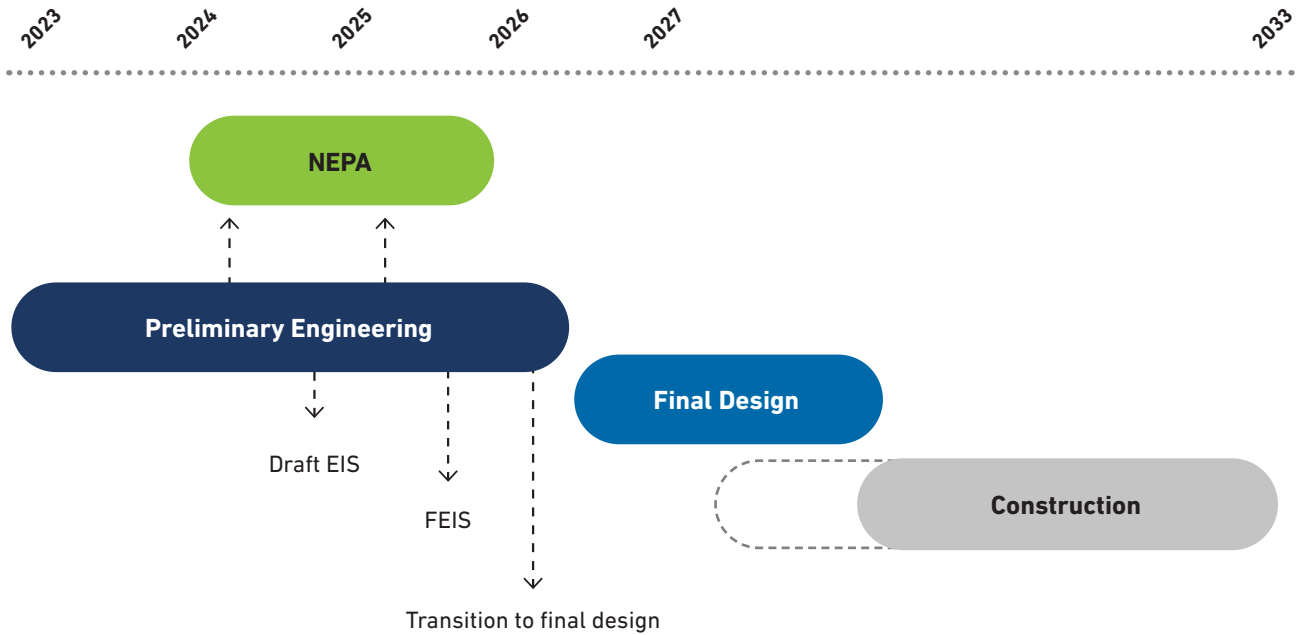 2023
2024
2025
2026
2027
2033
NEPA
Preliminary Engineering
Final Design
Draft EIS
Construction
FEIS
Transition to final design